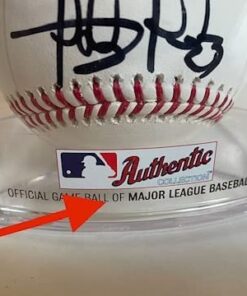 Authentic
COLLECTION
OFFICIAL GAME BALL OF MAJOR LEAGUE BASEBALL